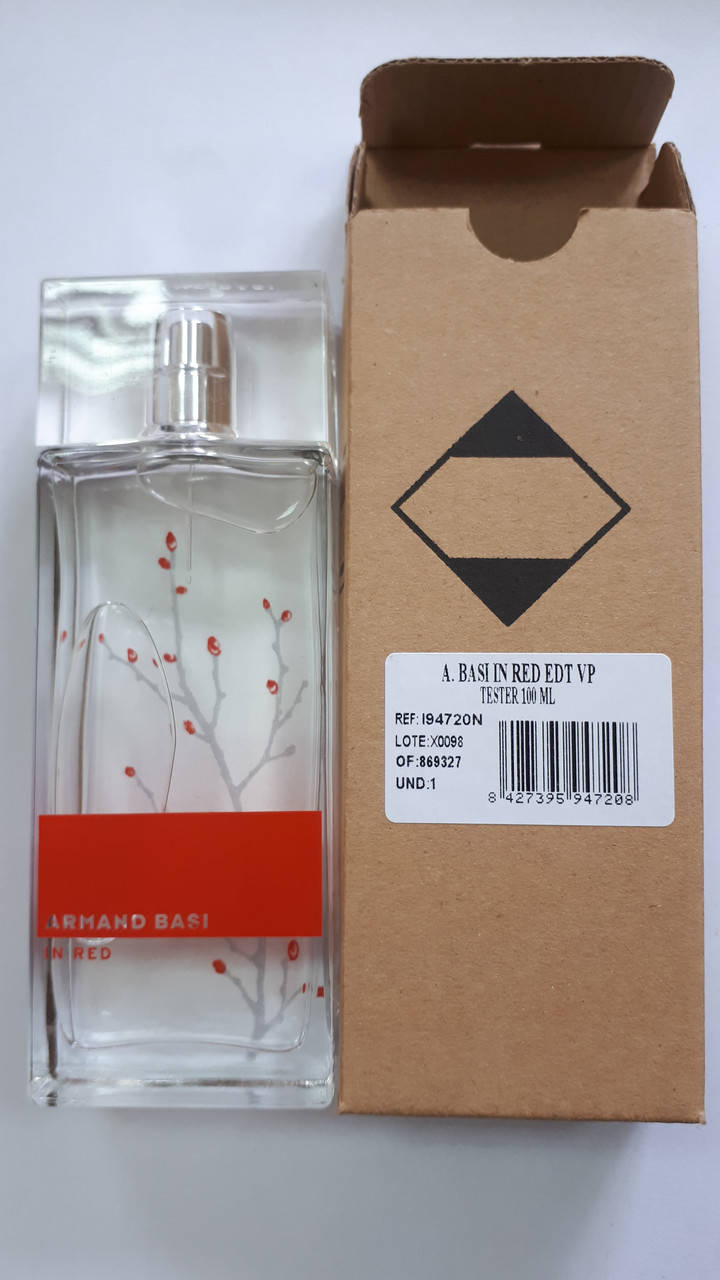 ARMAND BASI
IN RED
A. BASI IN RED EDT VP
TESTER 100 ML
REF: I94720N
LOTE:X0098
OF:869327
UND:1
8 427395 947208